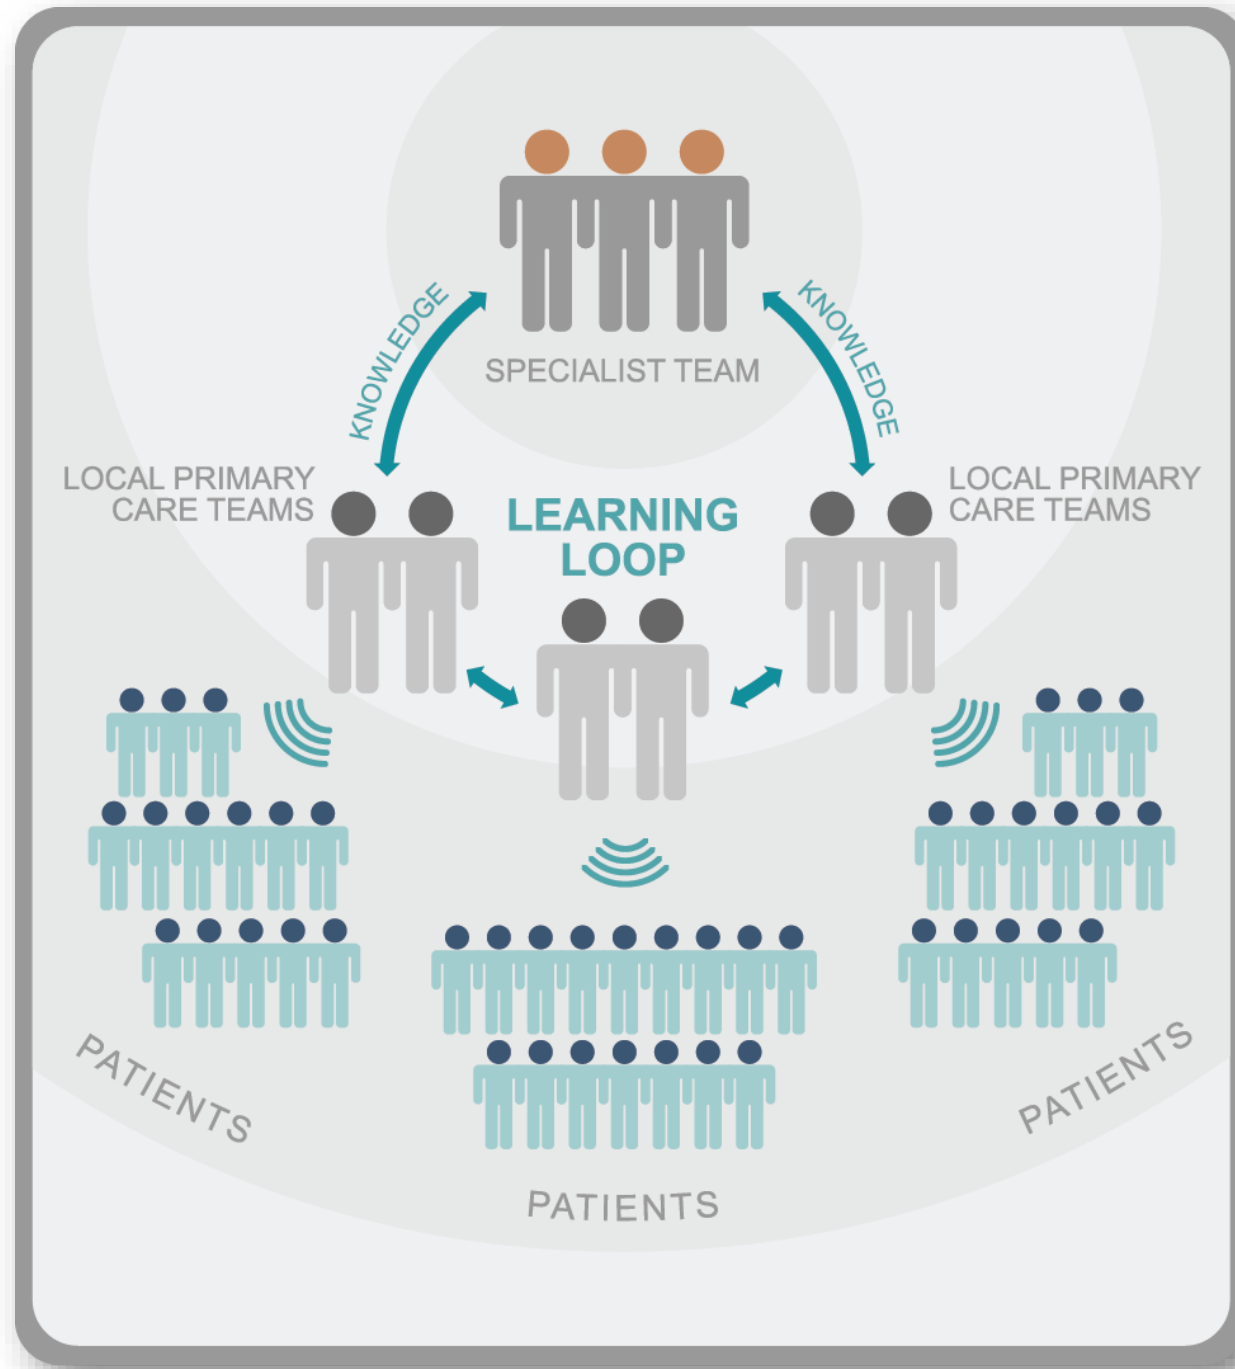 KNOWLEDGE
KNOWLEDGE
SPECIALIST TEAM
LOCAL PRIMARY
CARE TEAMS
LEARNING
LOOP
LOCAL PRIMARY
CARE TEAMS
PATIENTS
PATIENTS
PATIENTS